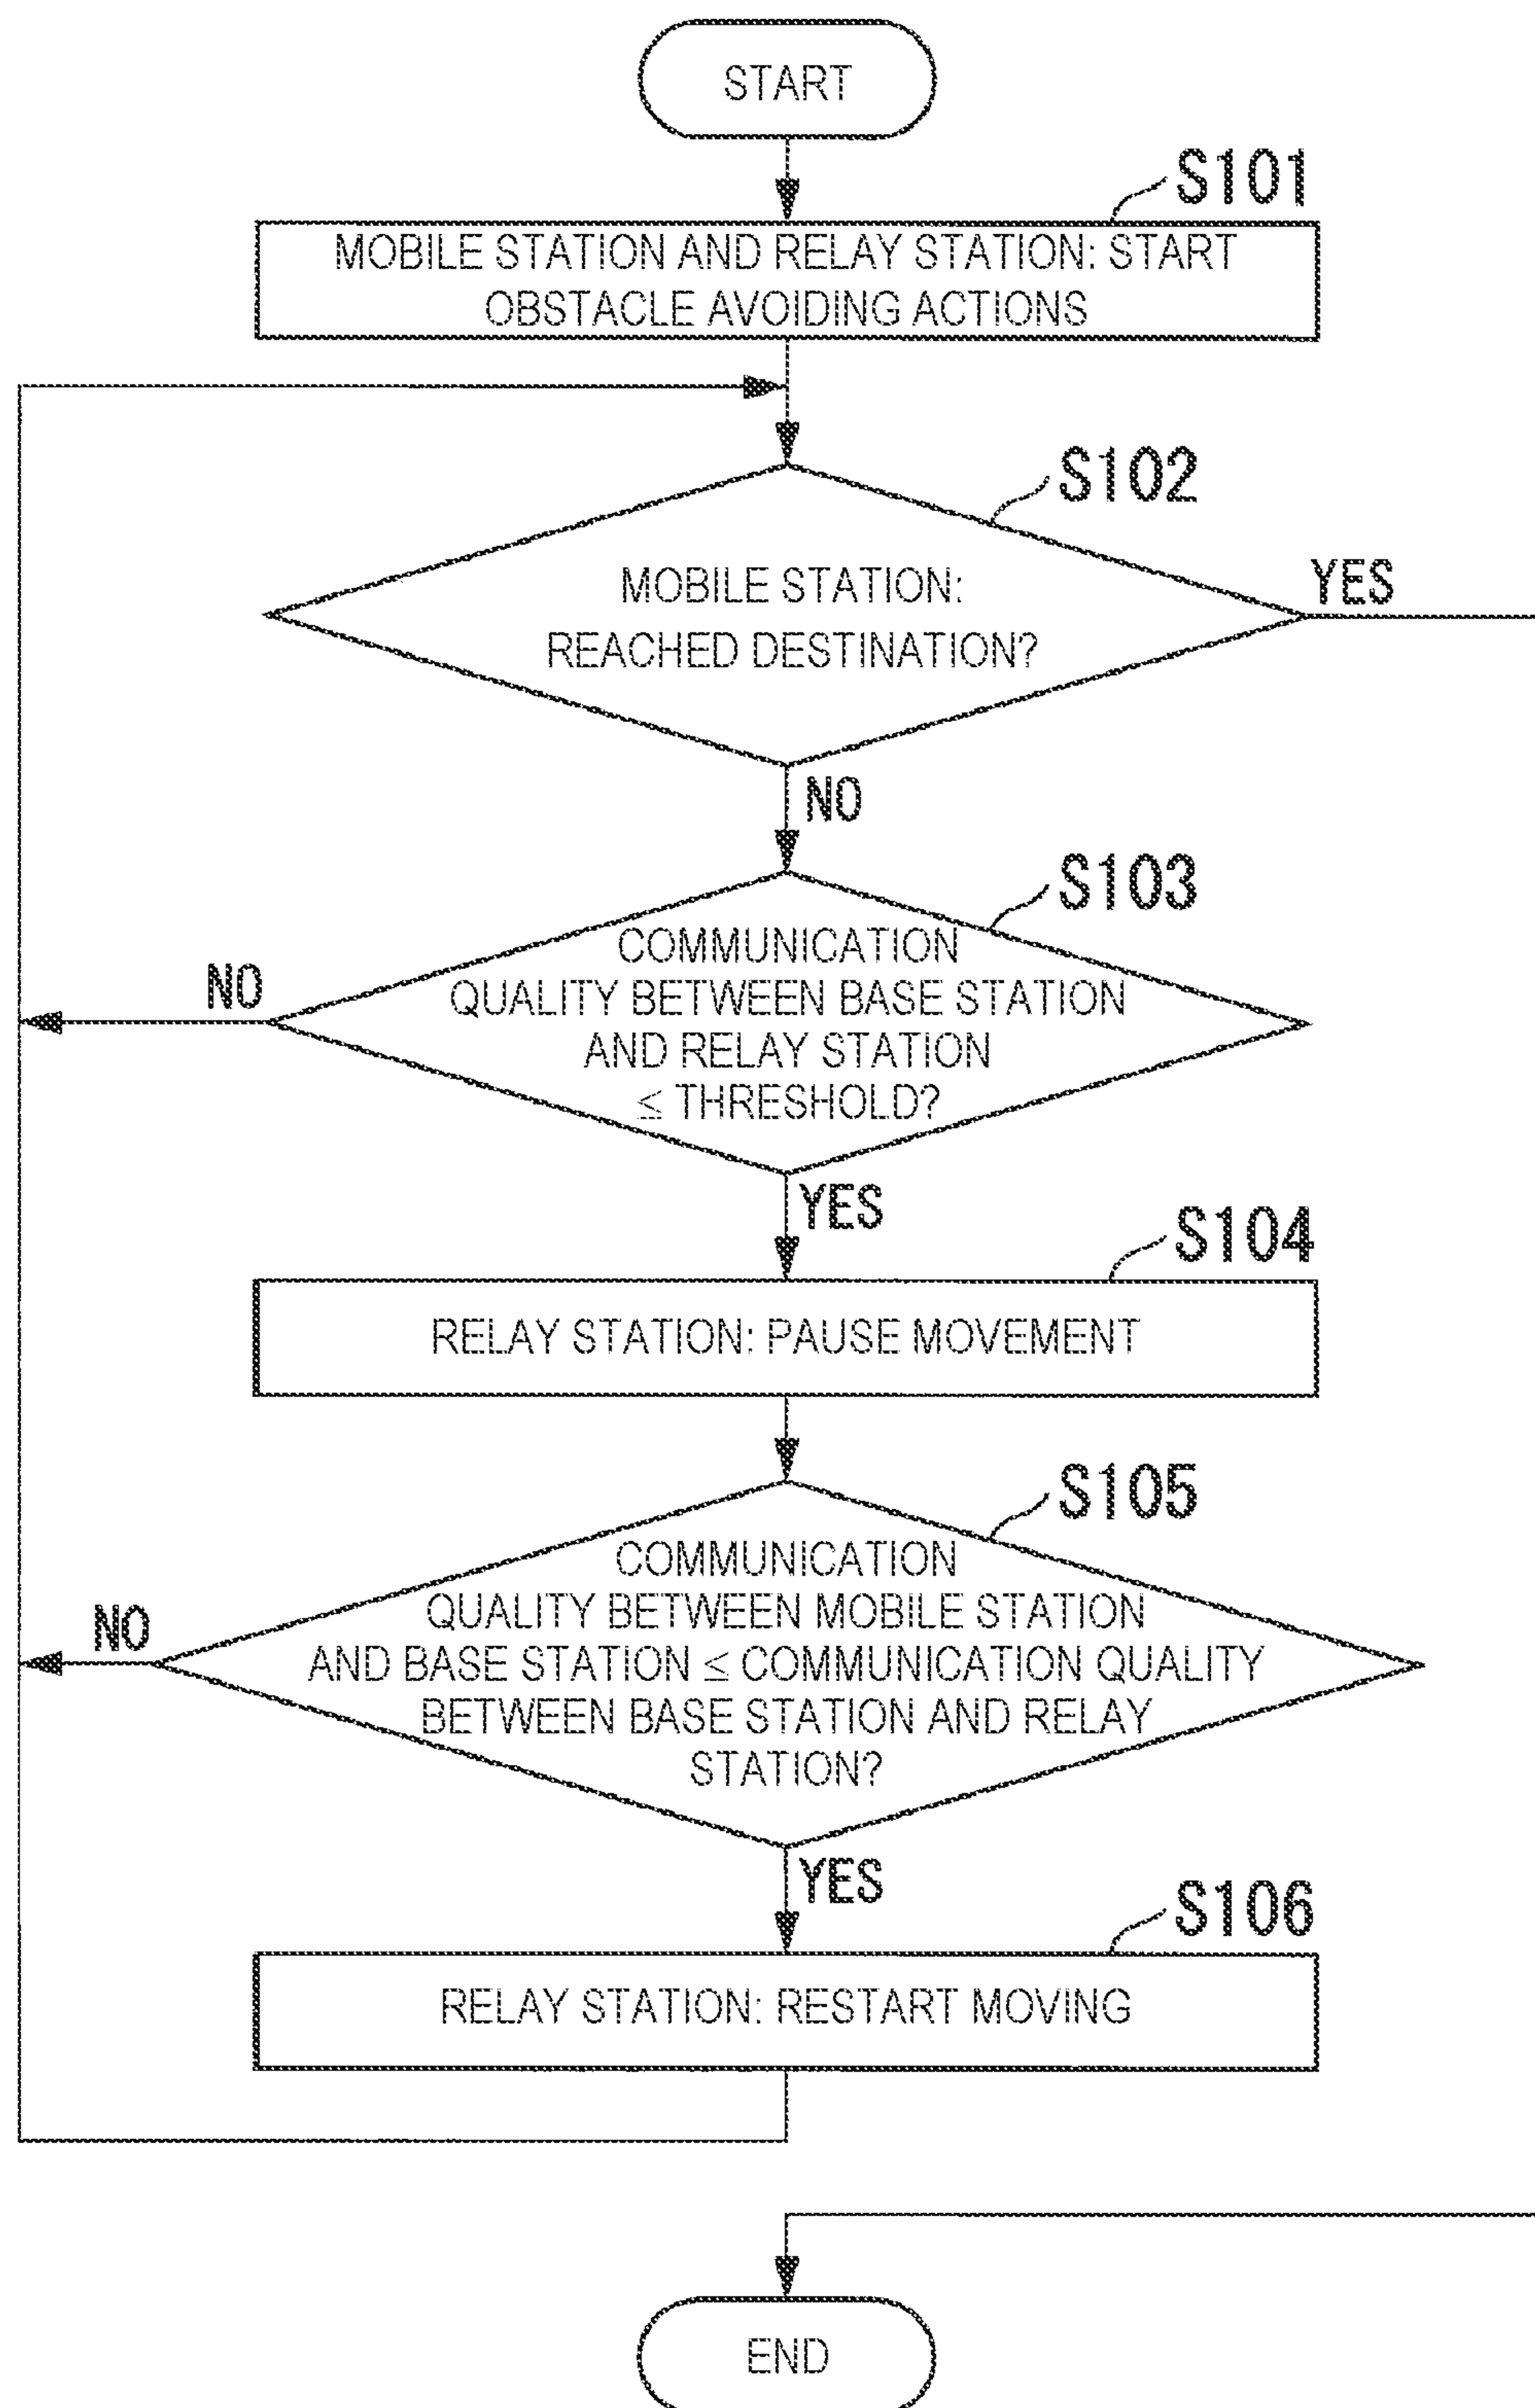 START
S101
MOBILE STATION AND RELAY STATION: START
OBSTACLE AVOIDING ACTIONS
S102
MOBILE STATION:
REACHED DESTINATION?
YES
NO
S103
COMMUNICATION
QUALITY BETWEEN BASE STATION
AND RELAY STATION
≤ THRESHOLD?
NO
YES
S104
RELAY STATION: PAUSE MOVEMENT
S105
COMMUNICATION
QUALITY BETWEEN MOBILE STATION
AND BASE STATION ≤ COMMUNICATION QUALITY
BETWEEN BASE STATION AND RELAY
STATION?
NO
YES
S106
RELAY STATION: RESTART MOVING
END